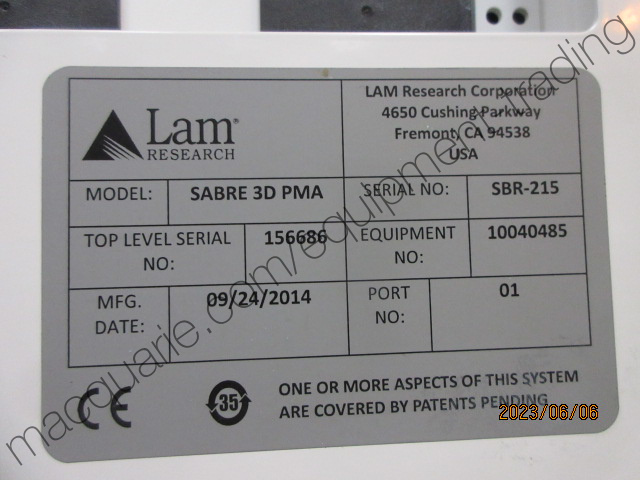 Lam®
RESEARCH
LAM Research Corporation
4650 Cushing Parkway
Fremont, CA 94538
USA
MODEL: SABRE 3D PMA SERIAL NO: SBR-215
TOP LEVEL SERIAL NO: 156686 EQUIPMENT NO: 10040485
MFG. DATE: 09/24/2014 PORT NO: 01
CE 35 ONE OR MORE ASPECTS OF THIS SYSTEM
ARE COVERED BY PATENTS PENDING
2023/06/06
macquarie.com/equipment-trading